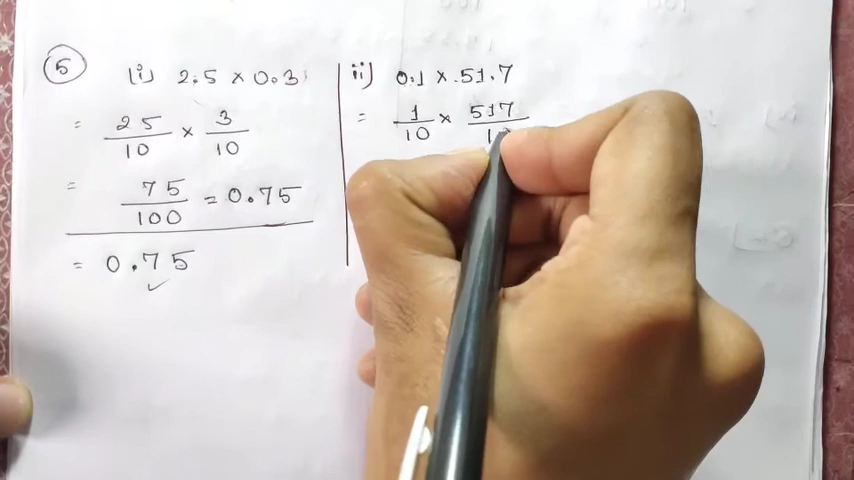 5 (i) 2.5 × 0.3
= 25/10 × 3/10
= 75/100 = 0.75
= 0.75
ii) 0.1 × 51.7
= 1/10 × 517/10